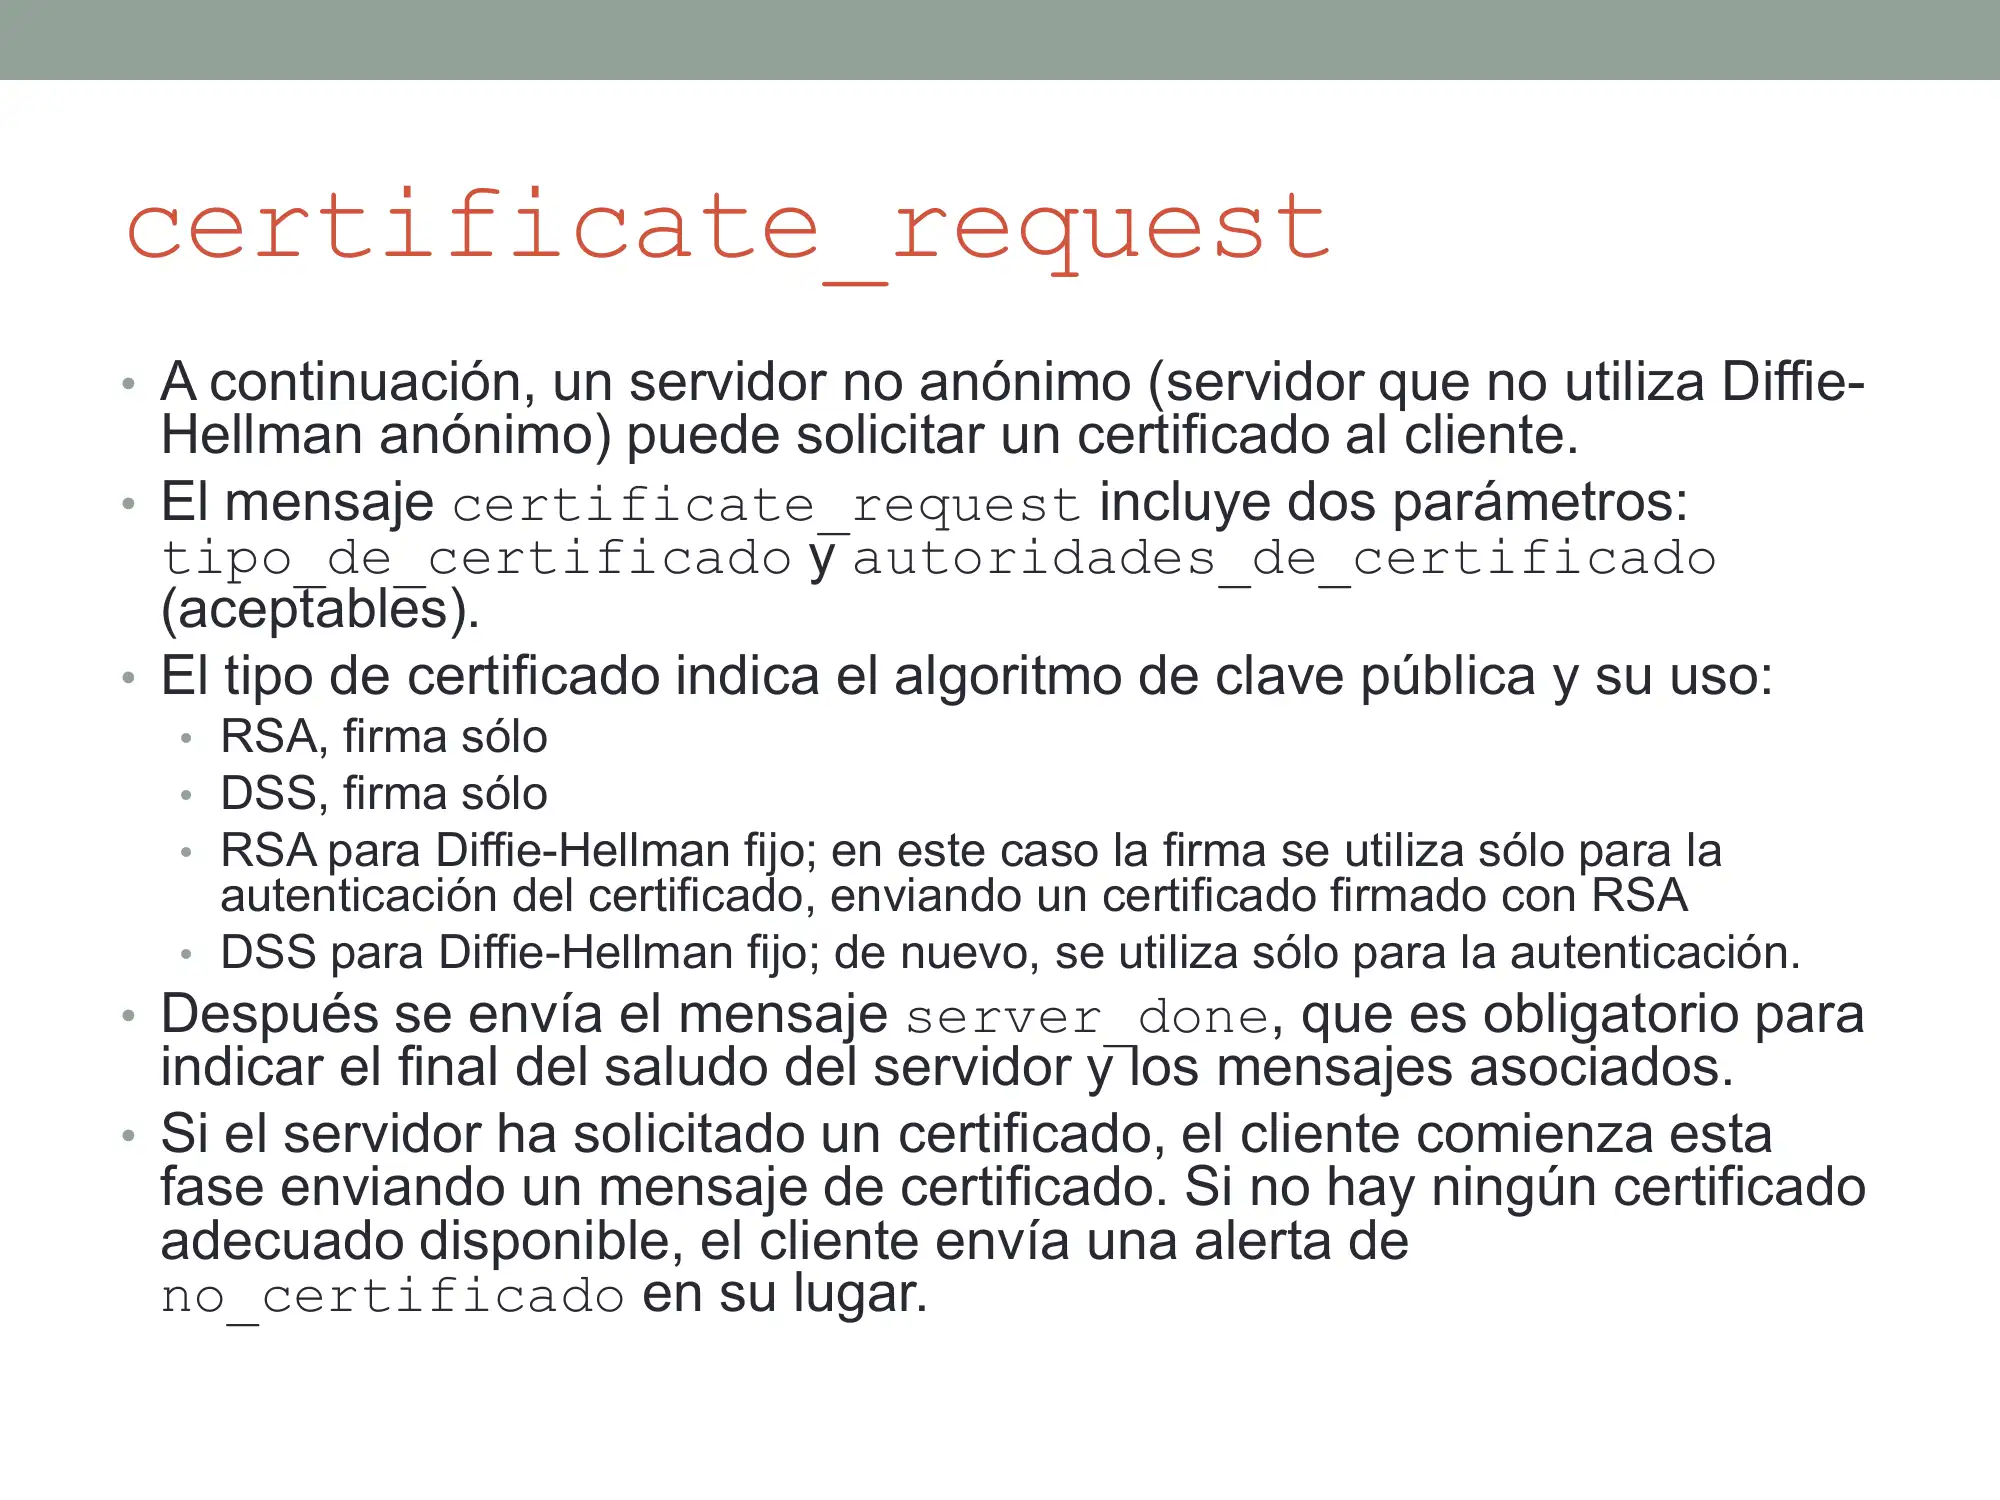 certificate_request
• A continuación, un servidor no anónimo (servidor que no utiliza Diffie-
Hellman anónimo) puede solicitar un certificado al cliente.
• El mensaje certificate_request incluye dos parámetros:
tipo_de_certificado y autoridades_de_certificado
(aceptables).
• El tipo de certificado indica el algoritmo de clave pública y su uso:
• RSA, firma sólo
• DSS, firma sólo
• RSA para Diffie-Hellman fijo; en este caso la firma se utiliza sólo para la
autenticación del certificado, enviando un certificado firmado con RSA
• DSS para Diffie-Hellman fijo; de nuevo, se utiliza sólo para la autenticación.
• Después se envía el mensaje server_done, que es obligatorio para
indicar el final del saludo del servidor y los mensajes asociados.
• Si el servidor ha solicitado un certificado, el cliente comienza esta
fase enviando un mensaje de certificado. Si no hay ningún certificado
adecuado disponible, el cliente envía una alerta de
no_certificado en su lugar.